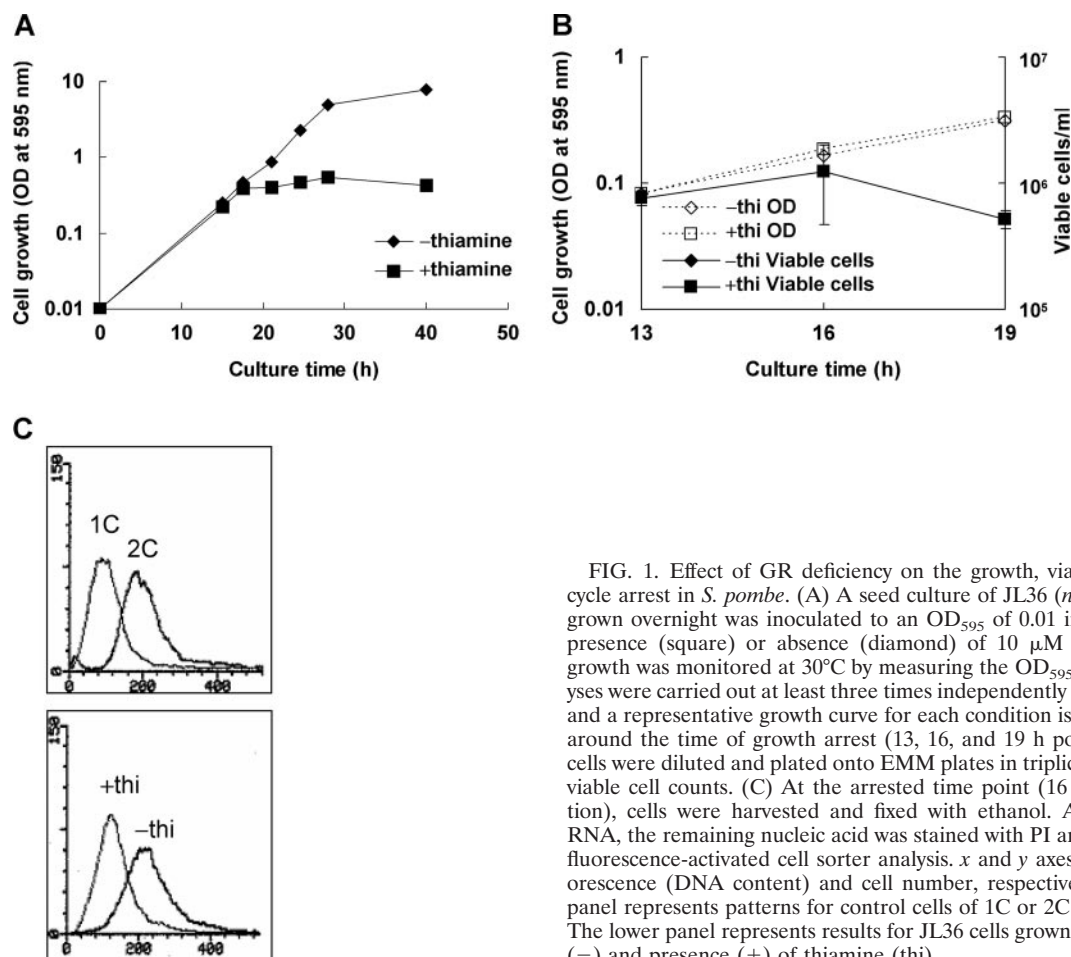 A
Cell growth (OD at 595 nm)
10
1
0.1
0.01
0 10 20 30 40 50
Culture time (h)
–thiamine
+thiamine
B
Cell growth (OD at 595 nm)
1
0.1
0.01
10⁷
10⁶
10⁵
Viable cells/ml
–thi OD
+thi OD
–thi Viable cells
+thi Viable cells
13 16 19
Culture time (h)
C
150
1C
2C
0 200 400
150
+thi
–thi
0 200 400
FIG. 1. Effect of GR deficiency on the growth, via
cycle arrest in S. pombe. (A) A seed culture of JL36 (n
grown overnight was inoculated to an OD₅₉₅ of 0.01 i
presence (square) or absence (diamond) of 10 μM
growth was monitored at 30°C by measuring the OD₅₉₅
yses were carried out at least three times independently
and a representative growth curve for each condition is
around the time of growth arrest (13, 16, and 19 h po
cells were diluted and plated onto EMM plates in triplic
viable cell counts. (C) At the arrested time point (16
tion), cells were harvested and fixed with ethanol. A
RNA, the remaining nucleic acid was stained with PI an
fluorescence-activated cell sorter analysis. x and y axes
orescence (DNA content) and cell number, respective
panel represents patterns for control cells of 1C or 2C
The lower panel represents results for JL36 cells grown
(−) and presence (+) of thiamine (thi)